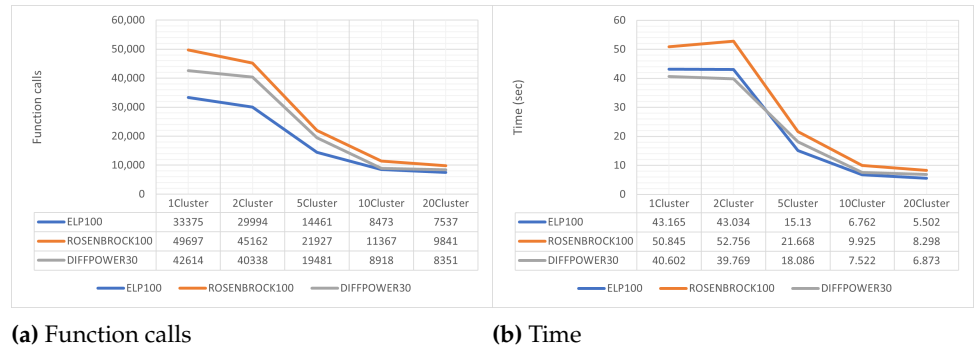 60,000
50,000
40,000
30,000
20,000
10,000
0
Function calls
1Cluster 2Cluster 5Cluster 10Cluster 20Cluster
ELP100 33375 29994 14461 8473 7537
ROSENBROCK100 49697 45162 21927 11367 9841
DIFFPOWER30 42614 40338 19481 8918 8351
ELP100 ROSENBROCK100 DIFFPOWER30
(a) Function calls
60
50
40
30
20
10
0
Time (sec)
1Cluster 2Cluster 5Cluster 10Cluster 20Cluster
ELP100 43.165 43.034 15.13 6.762 5.502
ROSENBROCK100 50.845 52.756 21.668 9.925 8.298
DIFFPOWER30 40.602 39.769 18.086 7.522 6.873
ELP100 ROSENBROCK100 DIFFPOWER30
(b) Time